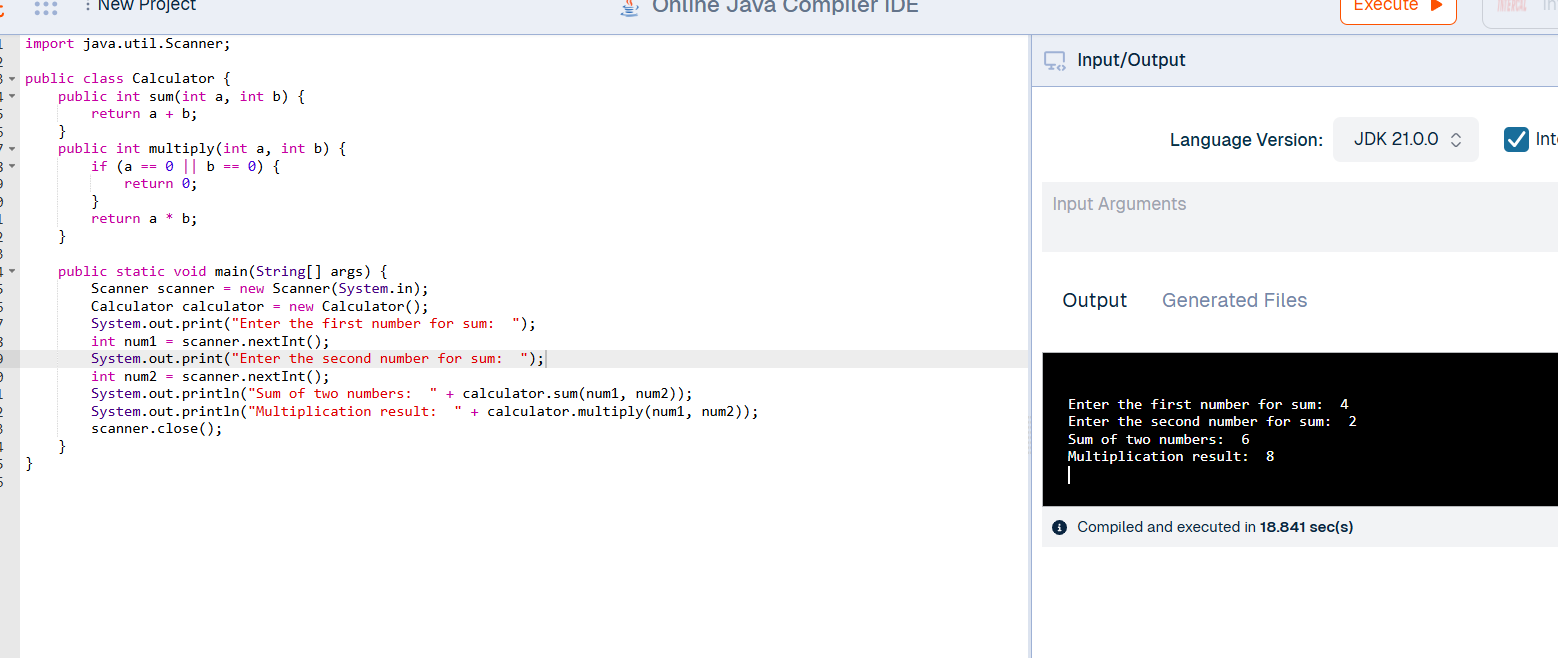 New Project
Online Java Compiler IDE
Execute
import java.util.Scanner;
public class Calculator {
    public int sum(int a, int b) {
        return a + b;
    }
    public int multiply(int a, int b) {
        if (a == 0 || b == 0) {
            return 0;
        }
        return a * b;
    }
    public static void main(String[] args) {
        Scanner scanner = new Scanner(System.in);
        Calculator calculator = new Calculator();
        System.out.print("Enter the first number for sum:  ");
        int num1 = scanner.nextInt();
        System.out.print("Enter the second number for sum:  ");
        int num2 = scanner.nextInt();
        System.out.println("Sum of two numbers:  " + calculator.sum(num1, num2));
        System.out.println("Multiplication result:  " + calculator.multiply(num1, num2));
        scanner.close();
    }
}
Input/Output
Language Version: JDK 21.0.0
Input Arguments
Output Generated Files
Enter the first number for sum:  4
Enter the second number for sum:  2
Sum of two numbers:  6
Multiplication result:  8
Compiled and executed in 18.841 sec(s)